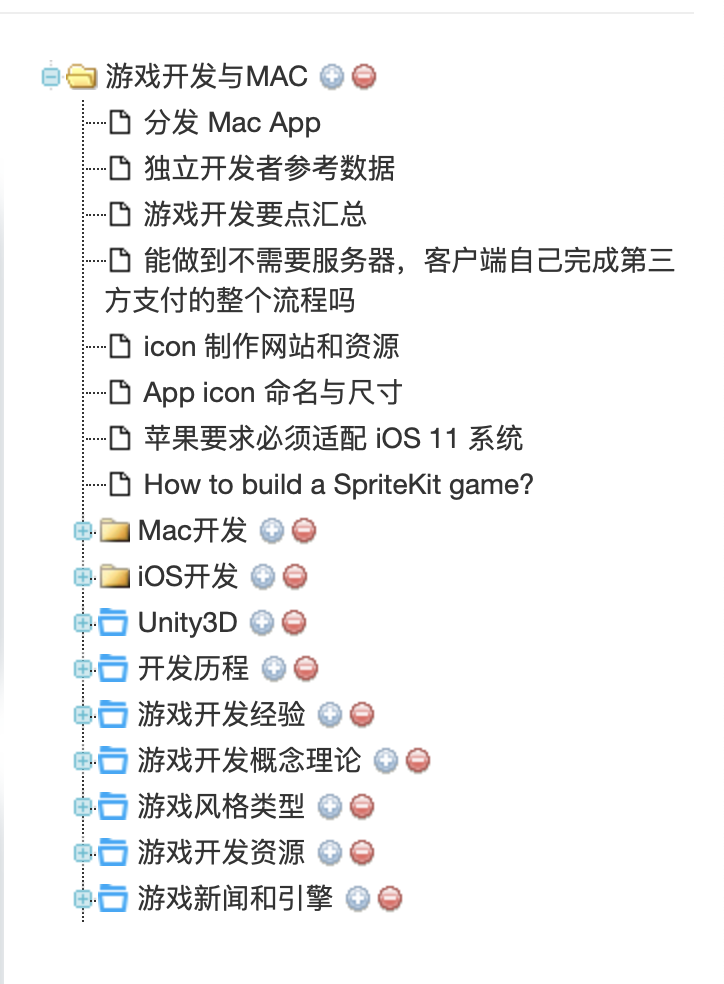 游戏开发与MAC
分发 Mac App
独立开发者参考数据
游戏开发要点汇总
能做到不需要服务器，客户端自己完成第三
方支付的整个流程吗
icon 制作网站和资源
App icon 命名与尺寸
苹果要求必须适配 iOS 11 系统
How to build a SpriteKit game?
Mac开发
iOS开发
Unity3D
开发历程
游戏开发经验
游戏开发概念理论
游戏风格类型
游戏开发资源
游戏新闻和引擎